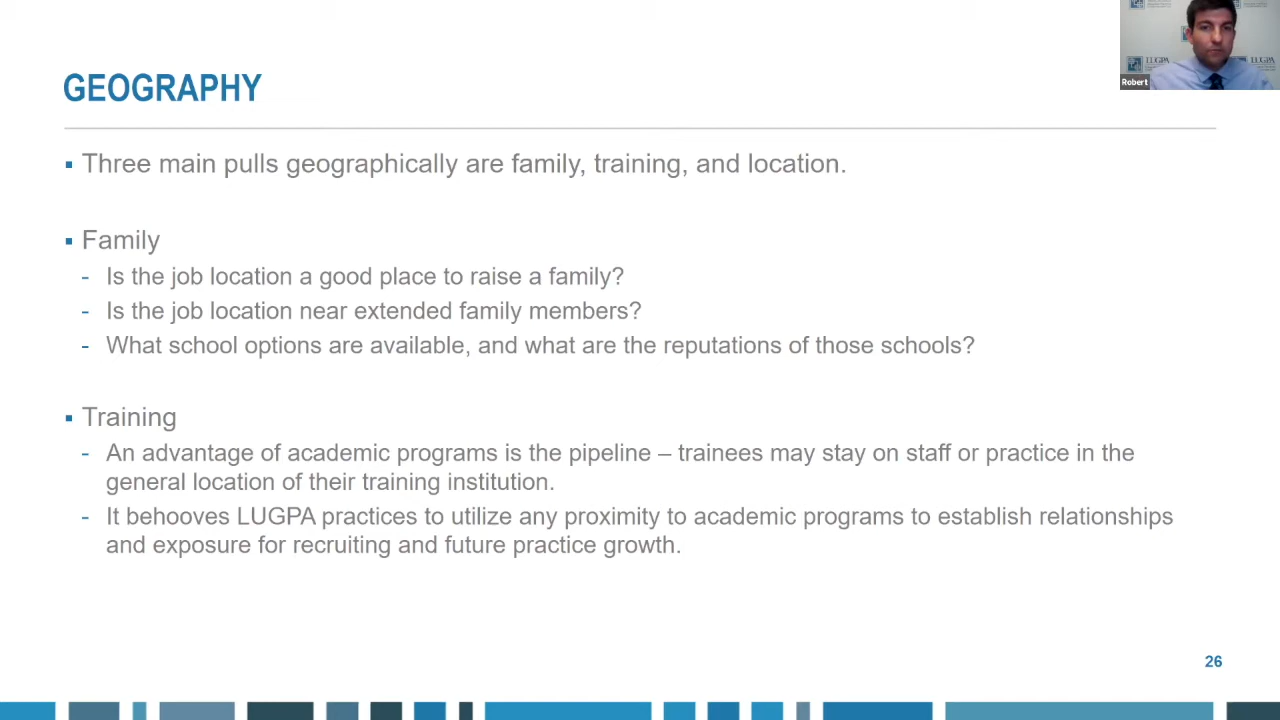 GEOGRAPHY
Robert
LUGPA
▪ Three main pulls geographically are family, training, and location.
▪ Family
- Is the job location a good place to raise a family?
- Is the job location near extended family members?
- What school options are available, and what are the reputations of those schools?
▪ Training
- An advantage of academic programs is the pipeline – trainees may stay on staff or practice in the
general location of their training institution.
- It behooves LUGPA practices to utilize any proximity to academic programs to establish relationships
and exposure for recruiting and future practice growth.
26